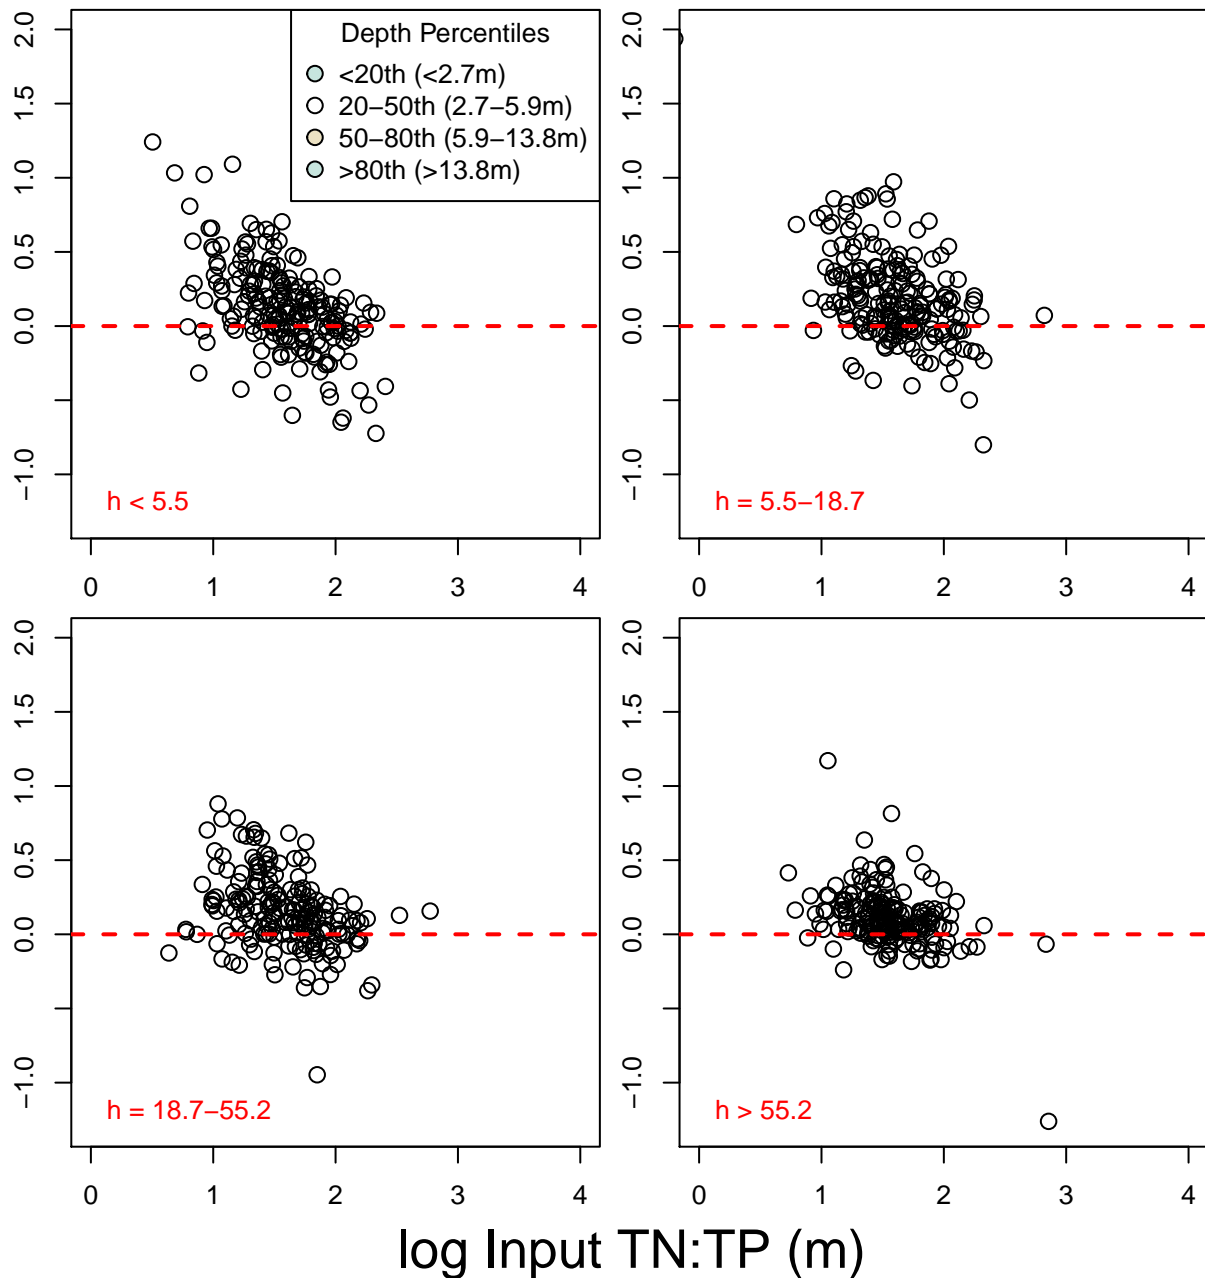 2.0
1.5
1.0
0.5
0.0
−1.0
Depth Percentiles
<20th (<2.7m)
20−50th (2.7−5.9m)
50−80th (5.9−13.8m)
>80th (>13.8m)
h < 5.5
0 1 2 3 4
2.0
1.5
1.0
0.5
0.0
−1.0
h = 5.5−18.7
0 1 2 3 4
2.0
1.5
1.0
0.5
0.0
−1.0
h = 18.7−55.2
0 1 2 3 4
2.0
1.5
1.0
0.5
0.0
−1.0
h > 55.2
0 1 2 3 4
log Input TN:TP (m)